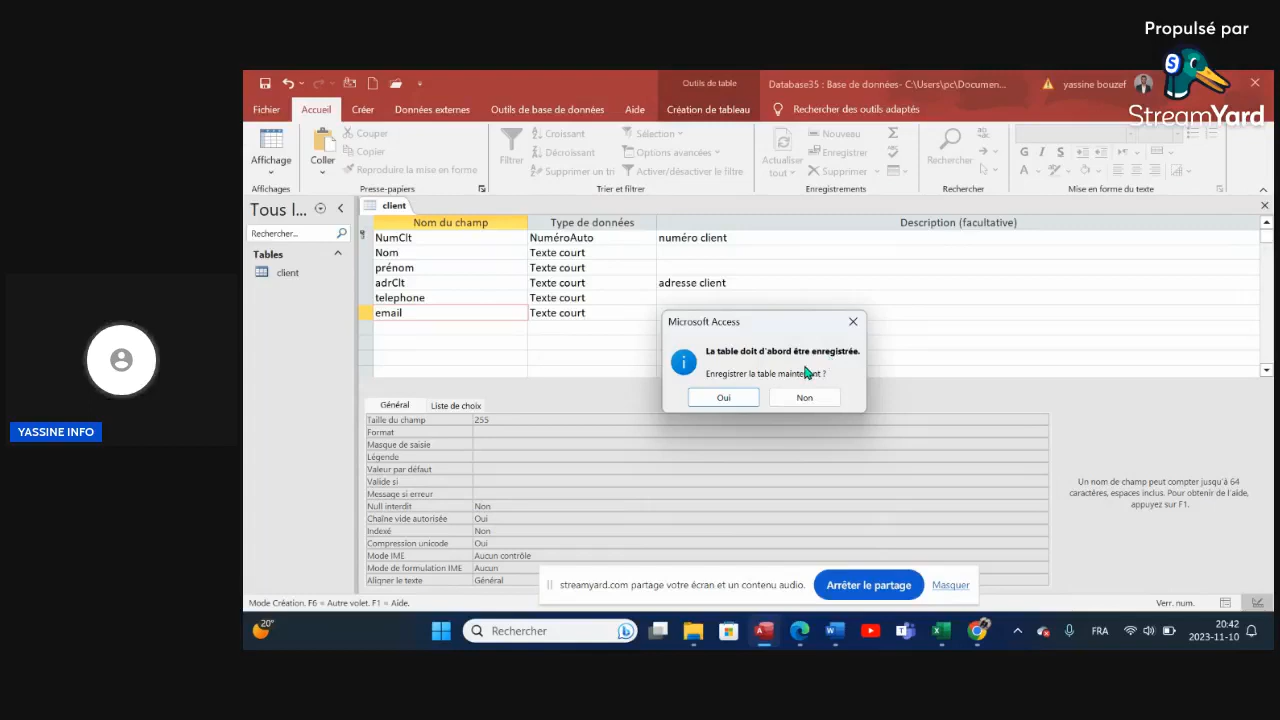 Propulsé par
StreamYard
Outils de table
Database35 : Base de données- C:\Users\pc\Documen...
yassine bouzef
Fichier
Accueil
Créer
Données externes
Outils de base de données
Aide
Création de tableau
Rechercher des outils adaptés
Affichage
Coller
Couper
Copier
Reproduire la mise en forme
Filtrer
Croissant
Décroissant
Supprimer un tri
Sélection
Options avancées
Activer/désactiver le filtre
Actualiser
tout
Nouveau
Enregistrer
Supprimer
Rechercher
G I S
A
Affichages
Presse-papiers
Trier et filtrer
Enregistrements
Rechercher
Mise en forme du texte
Tous l...
Rechercher...
Tables
client
client
Nom du champ
Type de données
Description (facultative)
NumClt
NuméroAuto
numéro client
Nom
Texte court
prénom
Texte court
adrClt
Texte court
adresse client
telephone
Texte court
email
Texte court
Microsoft Access
La table doit d'abord être enregistrée.
Enregistrer la table maintenant ?
Oui
Non
Général
Liste de choix
Taille du champ 255
Format
Masque de saisie
Légende
Valeur par défaut
Valide si
Message si erreur
Null interdit Non
Chaîne vide autorisée Oui
Indexé Non
Compression unicode Oui
Mode IME Aucun contrôle
Mode de formulation IME Aucun
Aligner le texte Général
Un nom de champ peut compter jusqu'à 64
caractères, espaces inclus. Pour obtenir de l'aide,
appuyez sur F1.
YASSINE INFO
streamyard.com partage votre écran et un contenu audio.
Arrêter le partage
Masquer
Mode Création. F6 = Autre volet. F1 = Aide.
Verr. num.
20°
Rechercher
FRA
20:42
2023-11-10